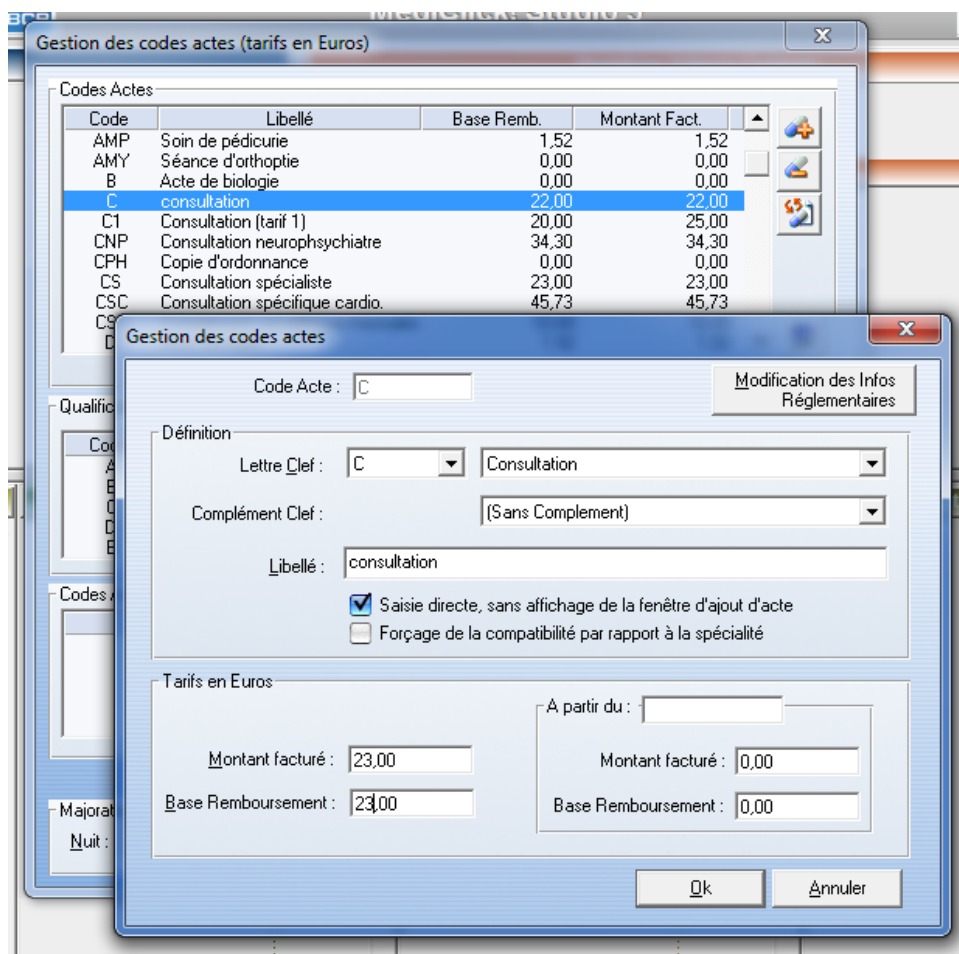 MediClick! Studio 5
Gestion des codes actes (tarifs en Euros)
Codes Actes
Code Libellé Base Remb. Montant Fact.
AMP Soin de pédicurie 1,52 1,52
AMY Séance d'orthoptie 0,00 0,00
B Acte de biologie 0,00 0,00
C consultation 22,00 22,00
C1 Consultation (tarif 1) 20,00 25,00
CNP Consultation neurophsychiatre 34,30 34,30
CPH Copie d'ordonnance 0,00 0,00
CS Consultation spécialiste 23,00 23,00
CSC Consultation spécifique cardio. 45,73 45,73
Gestion des codes actes
Code Acte : C
Modification des Infos
Réglementaires
Définition
Lettre Clef : C Consultation
Complément Clef : (Sans Complement)
Libellé : consultation
Saisie directe, sans affichage de la fenêtre d'ajout d'acte
Forçage de la compatibilité par rapport à la spécialité
Tarifs en Euros
A partir du :
Montant facturé : 23,00
Montant facturé : 0,00
Base Remboursement : 23,00
Base Remboursement : 0,00
Ok Annuler
Qualific
Codes
Majorat
Nuit :